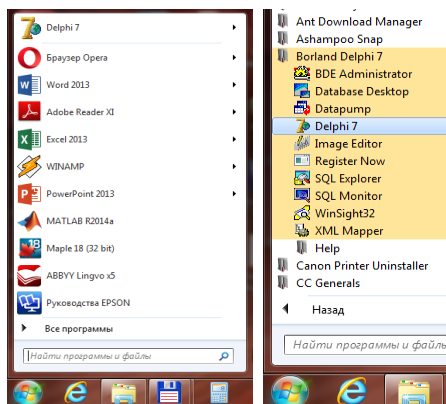 Delphi 7
Браузер Opera
Word 2013
Adobe Reader XI
Excel 2013
WINAMP
PowerPoint 2013
MATLAB R2014a
18
Maple 18 (32 bit)
ABBYY Lingvo x5
Руководства EPSON
Все программы
Найти программы и файлы
Ant Download Manager
Ashampoo Snap
Borland Delphi 7
BDE Administrator
Database Desktop
Datapump
Delphi 7
Image Editor
Register Now
SQL Explorer
SQL Monitor
WinSight32
XML Mapper
Help
Canon Printer Uninstaller
CC Generals
Назад
Найти программы и файлы